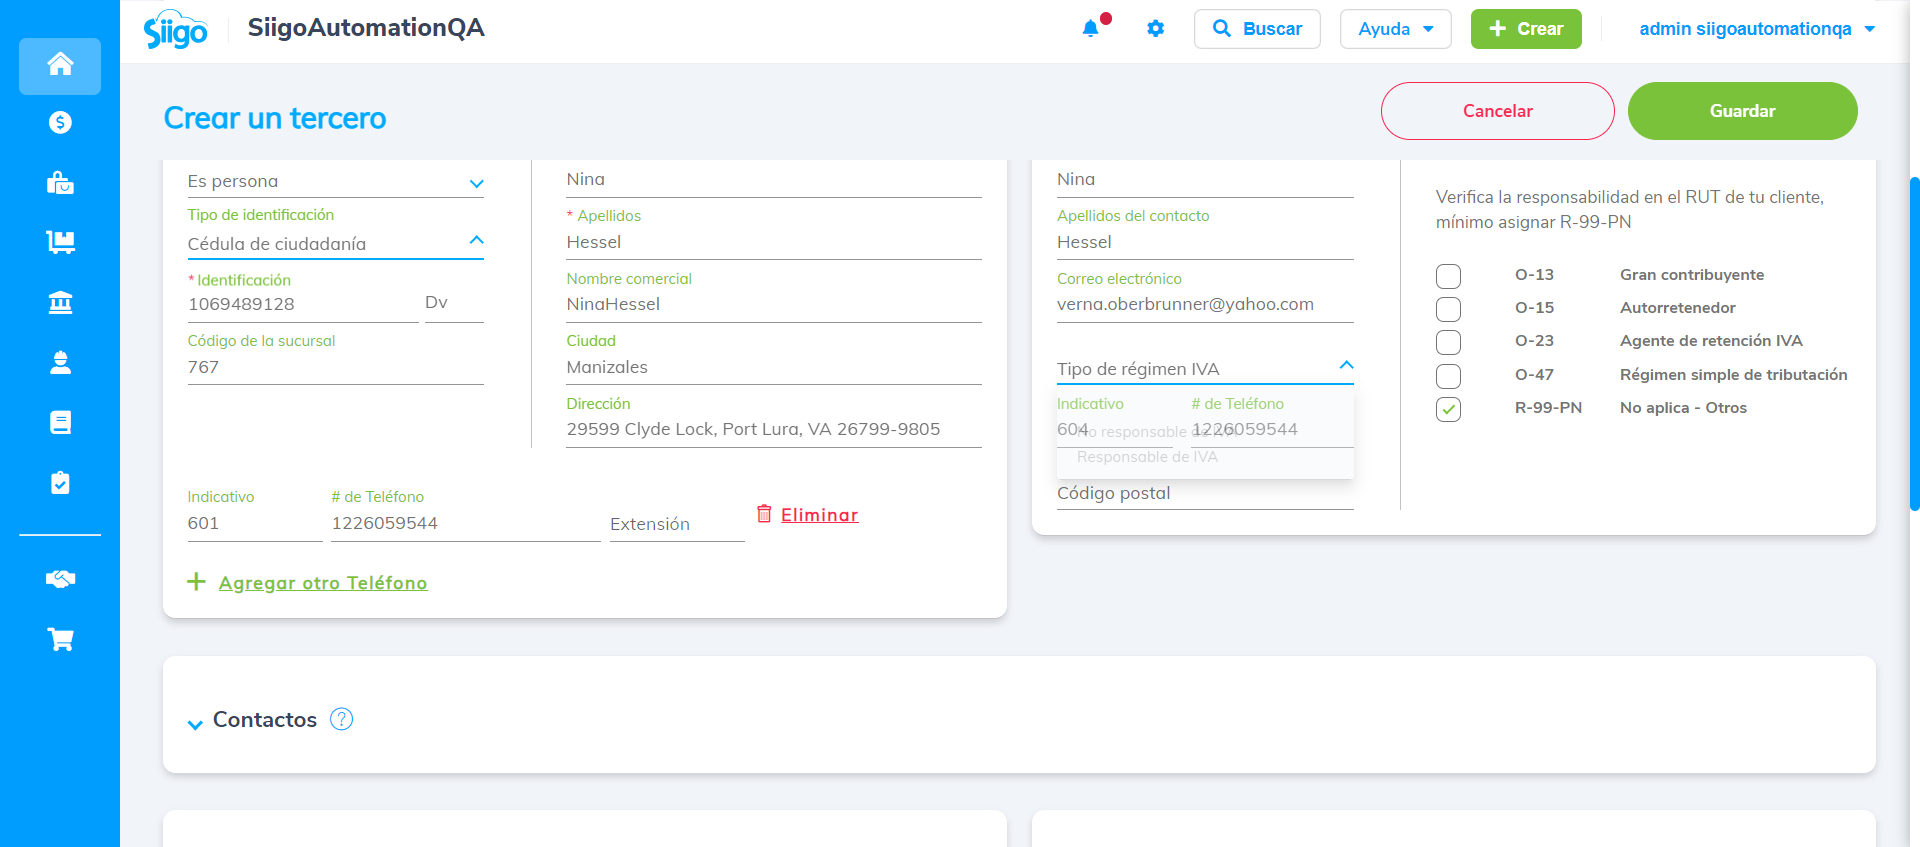 Siigo
SiigoAutomationQA
Buscar
Ayuda
Crear
admin siigoautomationqa
Crear un tercero
Cancelar
Guardar
Es persona
Tipo de identificación
Cédula de ciudadanía
* Identificación
1069489128
Dv
Código de la sucursal
767
Nina
* Apellidos
Hessel
Nombre comercial
NinaHessel
Ciudad
Manizales
Dirección
29599 Clyde Lock, Port Lura, VA 26799-9805
Indicativo
601
# de Teléfono
1226059544
Extensión
Eliminar
Agregar otro Teléfono
Nina
Apellidos del contacto
Hessel
Correo electrónico
verna.oberbrunner@yahoo.com
Tipo de régimen IVA
Indicativo
604
# de Teléfono
1226059544
No responsable de IVA
Responsable de IVA
Código postal
Verifica la responsabilidad en el RUT de tu cliente,
mínimo asignar R-99-PN
O-13 Gran contribuyente
O-15 Autorretenedor
O-23 Agente de retención IVA
O-47 Régimen simple de tributación
R-99-PN No aplica - Otros
Contactos ?